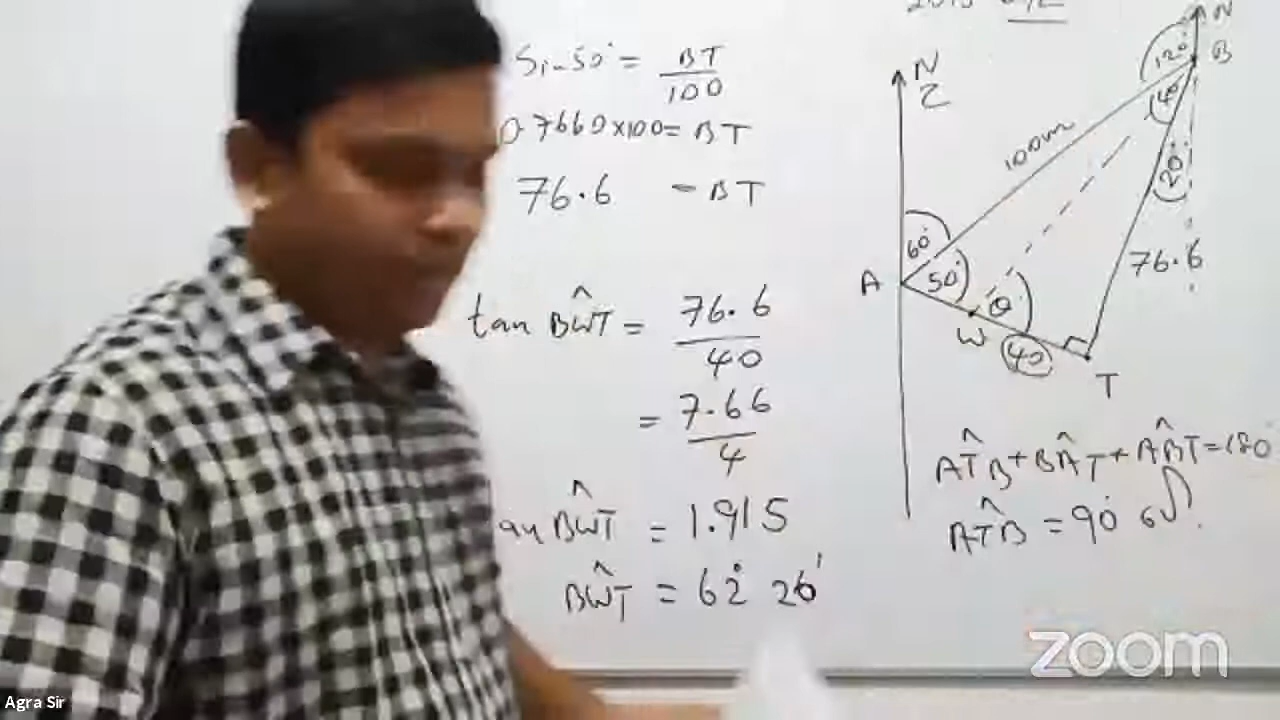 Sin 50° = BT
100
0.7660 x 100 = BT
76.6 = BT
tan BŴT = 76.6
40
= 7.66
4
tan BŴT = 1.915
BŴT = 62° 26'
N
N
B
120°
40°
20°
100m
60°
50°
A
θ
W
40
T
76.6
AT̂B + BÂT + AB̂T = 180°
AT̂B = 90°
zoom
Agra Sir